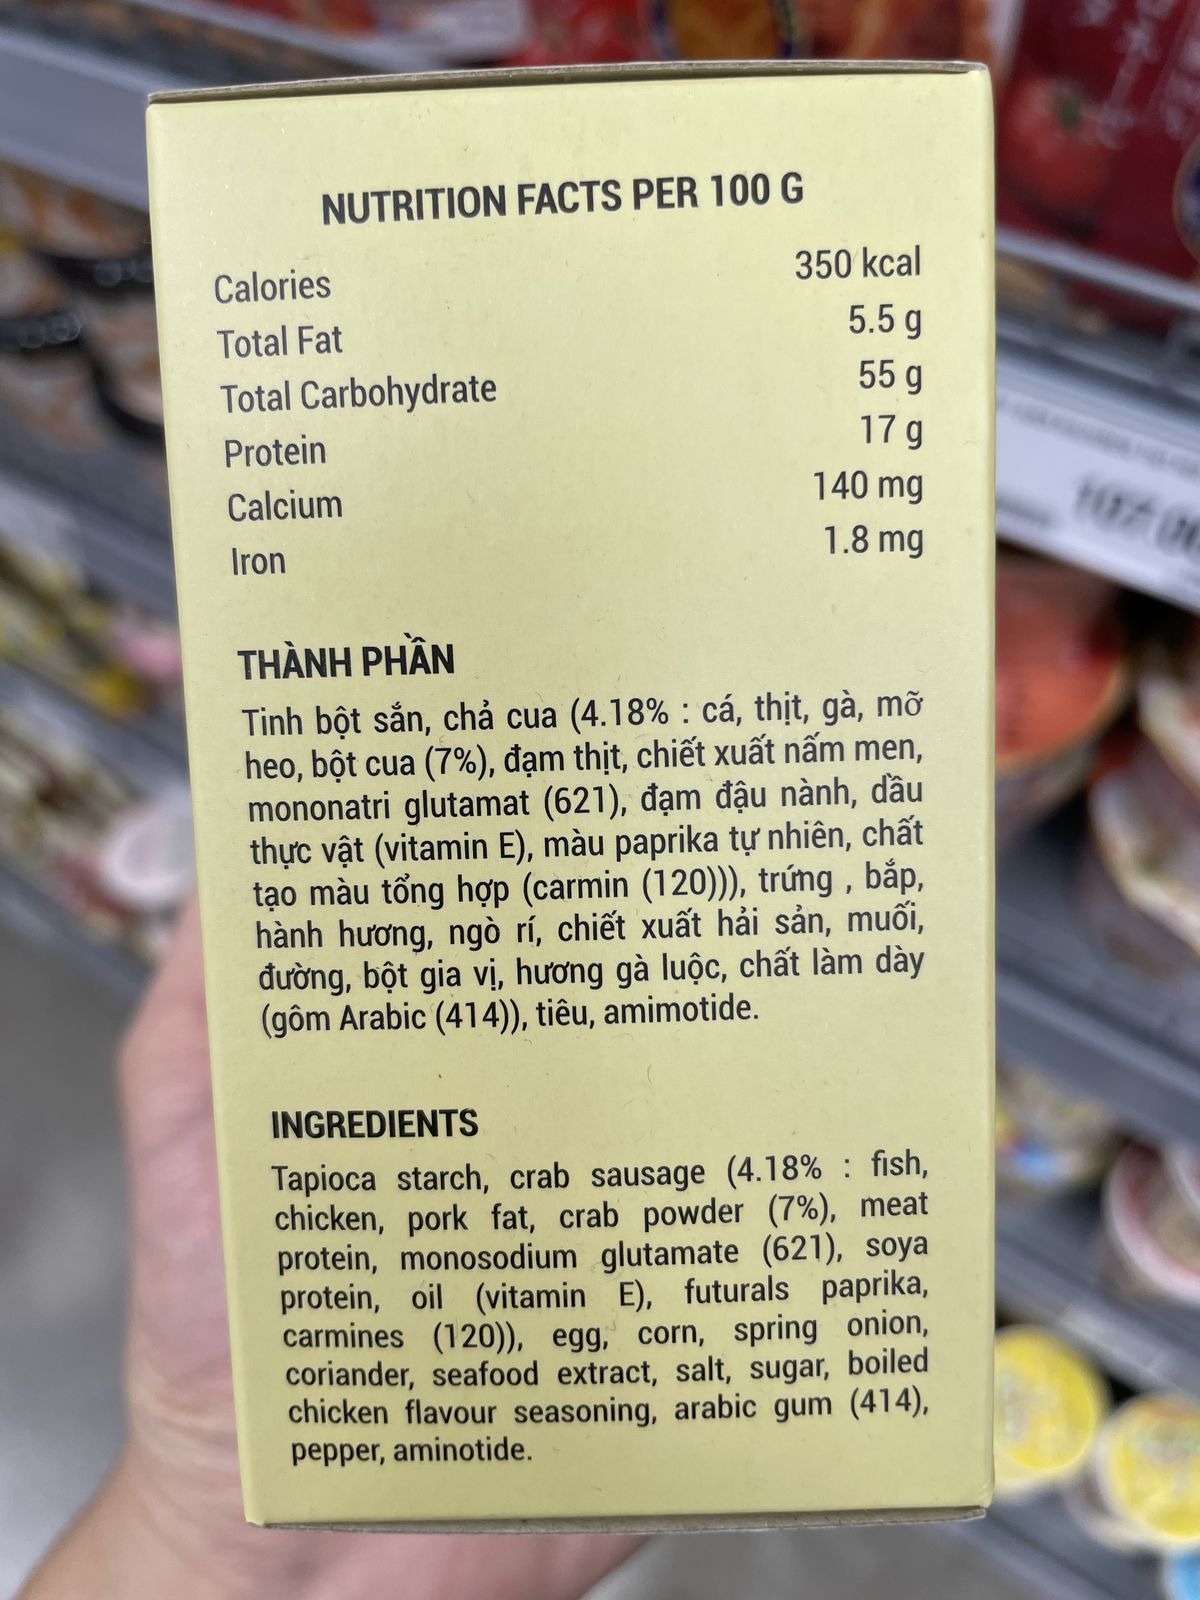 NUTRITION FACTS PER 100 G
Calories 350 kcal
Total Fat 5.5 g
Total Carbohydrate 55 g
Protein 17 g
Calcium 140 mg
Iron 1.8 mg
THÀNH PHẦN
Tinh bột sắn, chả cua (4.18% : cá, thịt, gà, mỡ
heo, bột cua (7%), đạm thịt, chiết xuất nấm men,
mononatri glutamat (621), đạm đậu nành, dầu
thực vật (vitamin E), màu paprika tự nhiên, chất
tạo màu tổng hợp (carmin (120))), trứng , bắp,
hành hương, ngò rí, chiết xuất hải sản, muối,
đường, bột gia vị, hương gà luộc, chất làm dày
(gôm Arabic (414)), tiêu, amimotide.
INGREDIENTS
Tapioca starch, crab sausage (4.18% : fish,
chicken, pork fat, crab powder (7%), meat
protein, monosodium glutamate (621), soya
protein, oil (vitamin E), futurals paprika,
carmines (120)), egg, corn, spring onion,
coriander, seafood extract, salt, sugar, boiled
chicken flavour seasoning, arabic gum (414),
pepper, aminotide.